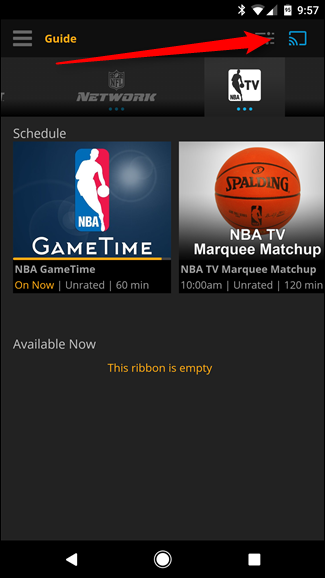 9:57
Guide
NFL
NETWORK
NBA TV
Schedule
NBA
GAMETIME
SPALDING
NBA TV
Marquee Matchup
NBA GameTime
On Now | Unrated | 60 min
NBA TV Marquee Matchup
10:00am | Unrated | 120 min
Available Now
This ribbon is empty